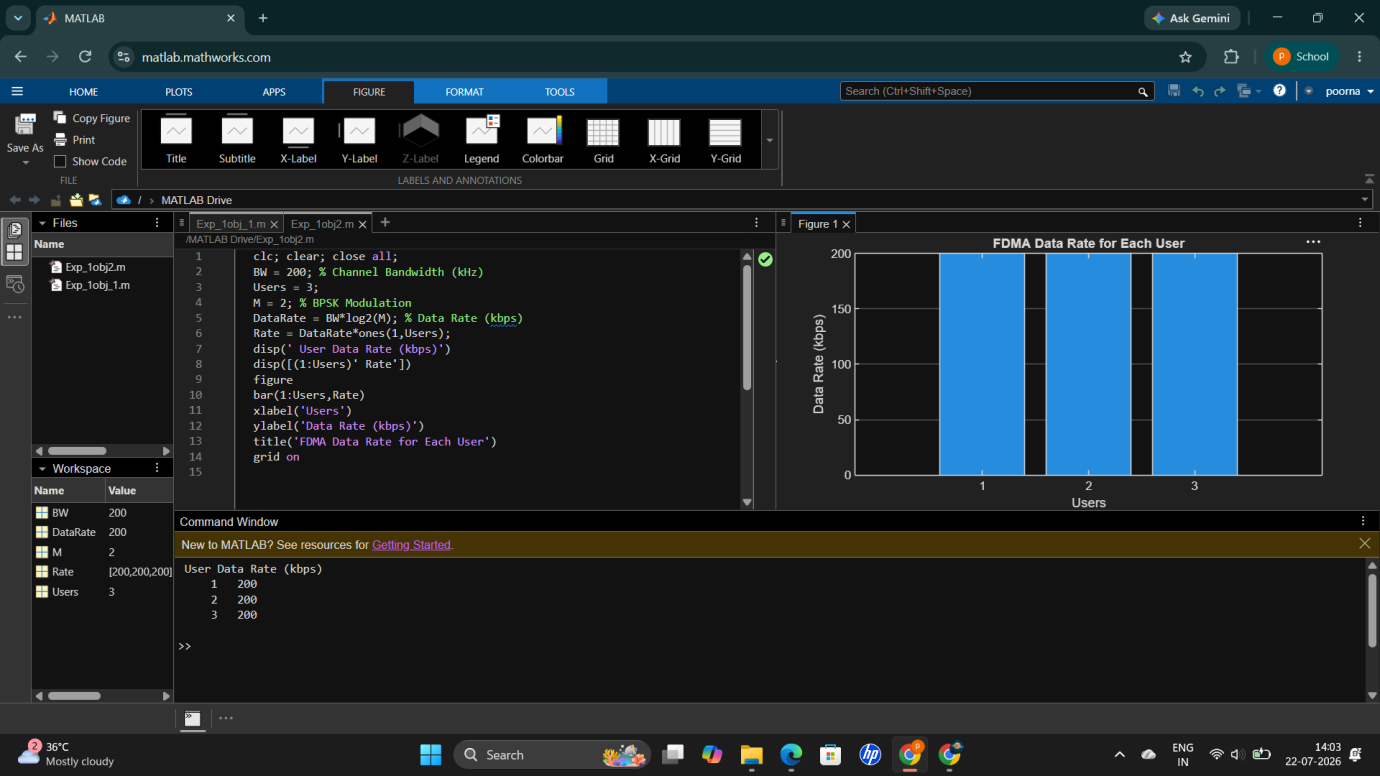 MATLAB
Ask Gemini
matlab.mathworks.com
School
HOME PLOTS APPS FIGURE FORMAT TOOLS
Search (Ctrl+Shift+Space)
poorna
Save As
Copy Figure
Print
Show Code
FILE
Title Subtitle X-Label Y-Label Z-Label Legend Colorbar Grid X-Grid Y-Grid
LABELS AND ANNOTATIONS
/ > MATLAB Drive
Files
Name
Exp_1obj2.m
Exp_1obj_1.m
Workspace
Name Value
BW 200
DataRate 200
M 2
Rate [200,200,200]
Users 3
Exp_1obj_1.m Exp_1obj2.m
/MATLAB Drive/Exp_1obj2.m
1 clc; clear; close all;
2 BW = 200; % Channel Bandwidth (kHz)
3 Users = 3;
4 M = 2; % BPSK Modulation
5 DataRate = BW*log2(M); % Data Rate (kbps)
6 Rate = DataRate*ones(1,Users);
7 disp(' User Data Rate (kbps)')
8 disp([(1:Users)' Rate'])
9 figure
10 bar(1:Users,Rate)
11 xlabel('Users')
12 ylabel('Data Rate (kbps)')
13 title('FDMA Data Rate for Each User')
14 grid on
15
Figure 1
FDMA Data Rate for Each User
200
150
100
50
0
Data Rate (kbps)
1 2 3
Users
Command Window
New to MATLAB? See resources for Getting Started.
User Data Rate (kbps)
1 200
2 200
3 200
>>
2
36°C
Mostly cloudy
Search
hp
P
ENG
IN
14:03
22-07-2026